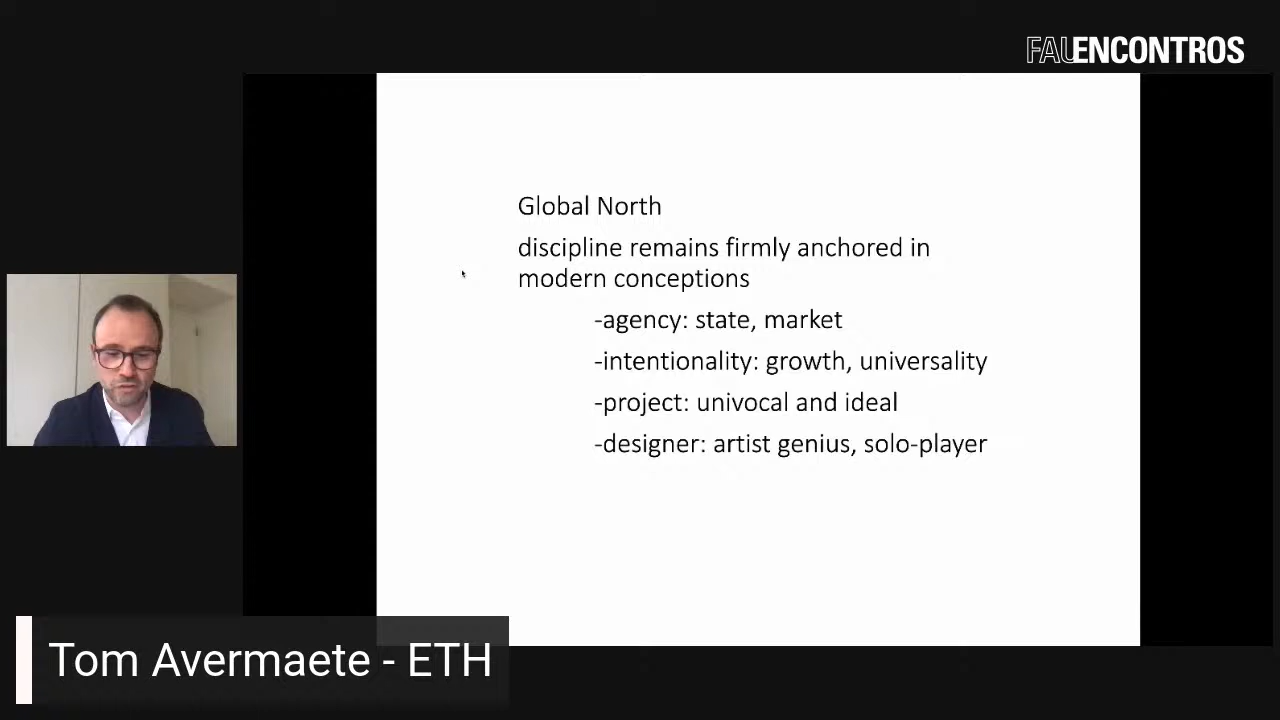 FAUENCONTROS
Global North
discipline remains firmly anchored in
modern conceptions
-agency: state, market
-intentionality: growth, universality
-project: univocal and ideal
-designer: artist genius, solo-player
Tom Avermaete - ETH